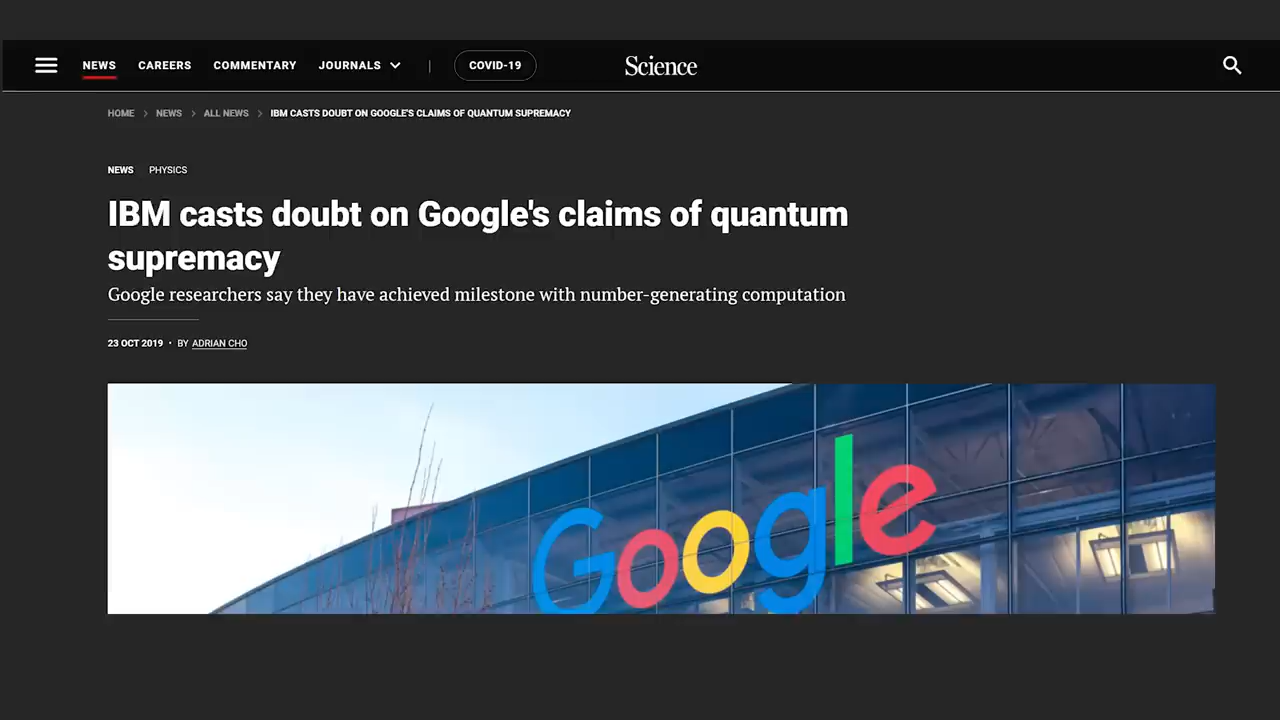 NEWS CAREERS COMMENTARY JOURNALS | COVID-19 Science
HOME > NEWS > ALL NEWS > IBM CASTS DOUBT ON GOOGLE'S CLAIMS OF QUANTUM SUPREMACY
NEWS PHYSICS
IBM casts doubt on Google's claims of quantum
supremacy
Google researchers say they have achieved milestone with number-generating computation
23 OCT 2019 • BY ADRIAN CHO
Google